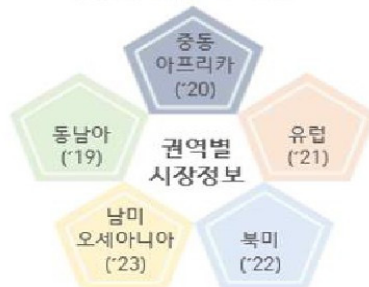 중동
아프리카
(´20)
동남아
(´19)
권역별
시장정보
유럽
(´21)
남미
오세아니아
(´23)
북미
(´22)